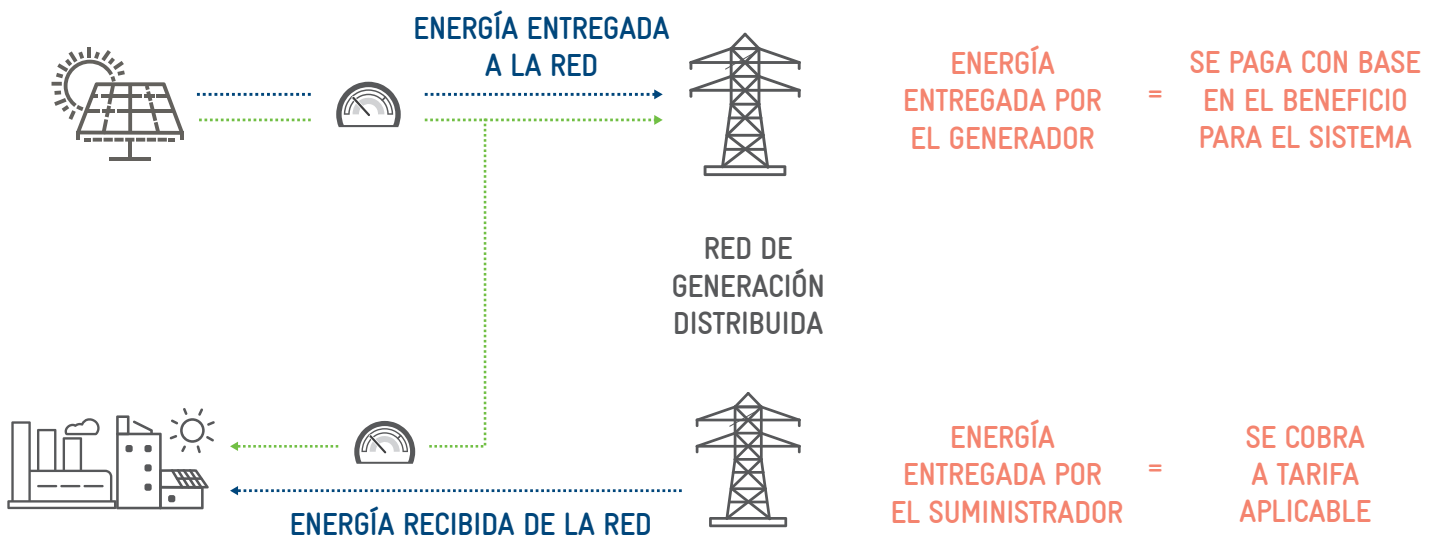 ENERGÍA ENTREGADA
A LA RED
ENERGÍA
ENTREGADA POR
EL GENERADOR
=
SE PAGA CON BASE
EN EL BENEFICIO
PARA EL SISTEMA
RED DE
GENERACIÓN
DISTRIBUIDA
ENERGÍA RECIBIDA DE LA RED
ENERGÍA
ENTREGADA POR
EL SUMINISTRADOR
=
SE COBRA
A TARIFA
APLICABLE